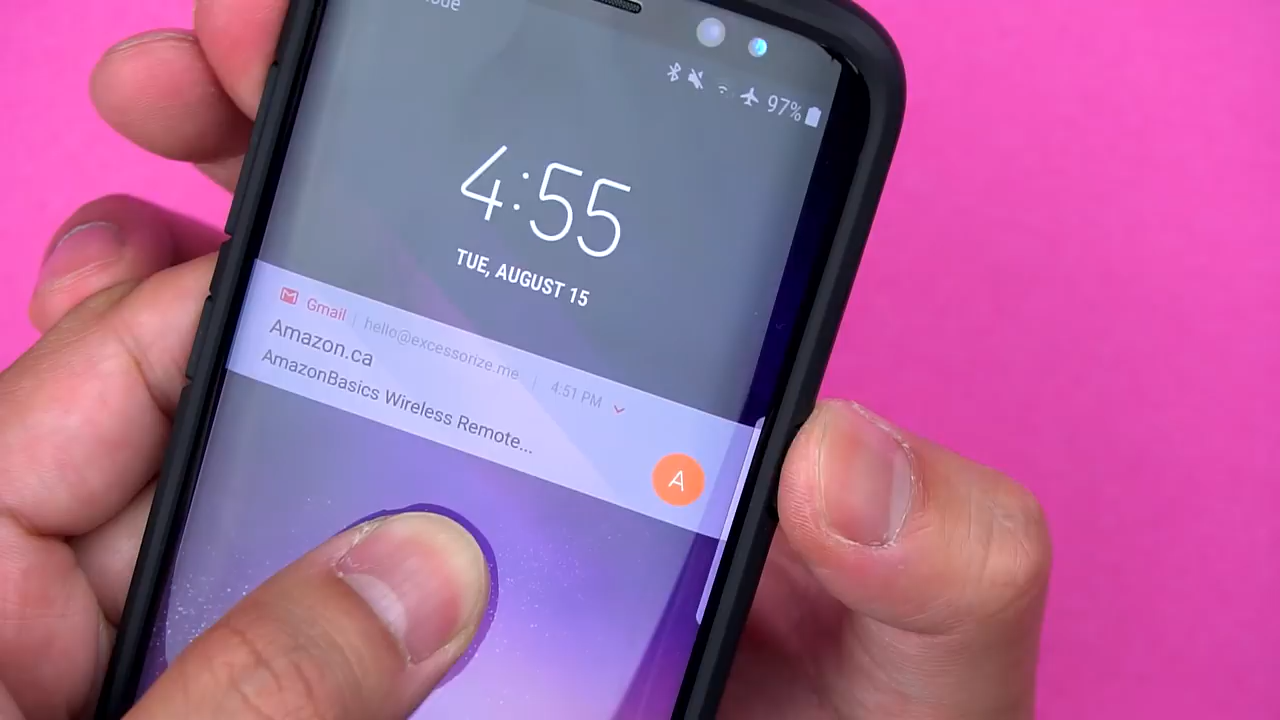 97%
4:55
TUE, AUGUST 15
Gmail | hello@excessorize.me | 4:51 PM
Amazon.ca
AmazonBasics Wireless Remote...
A